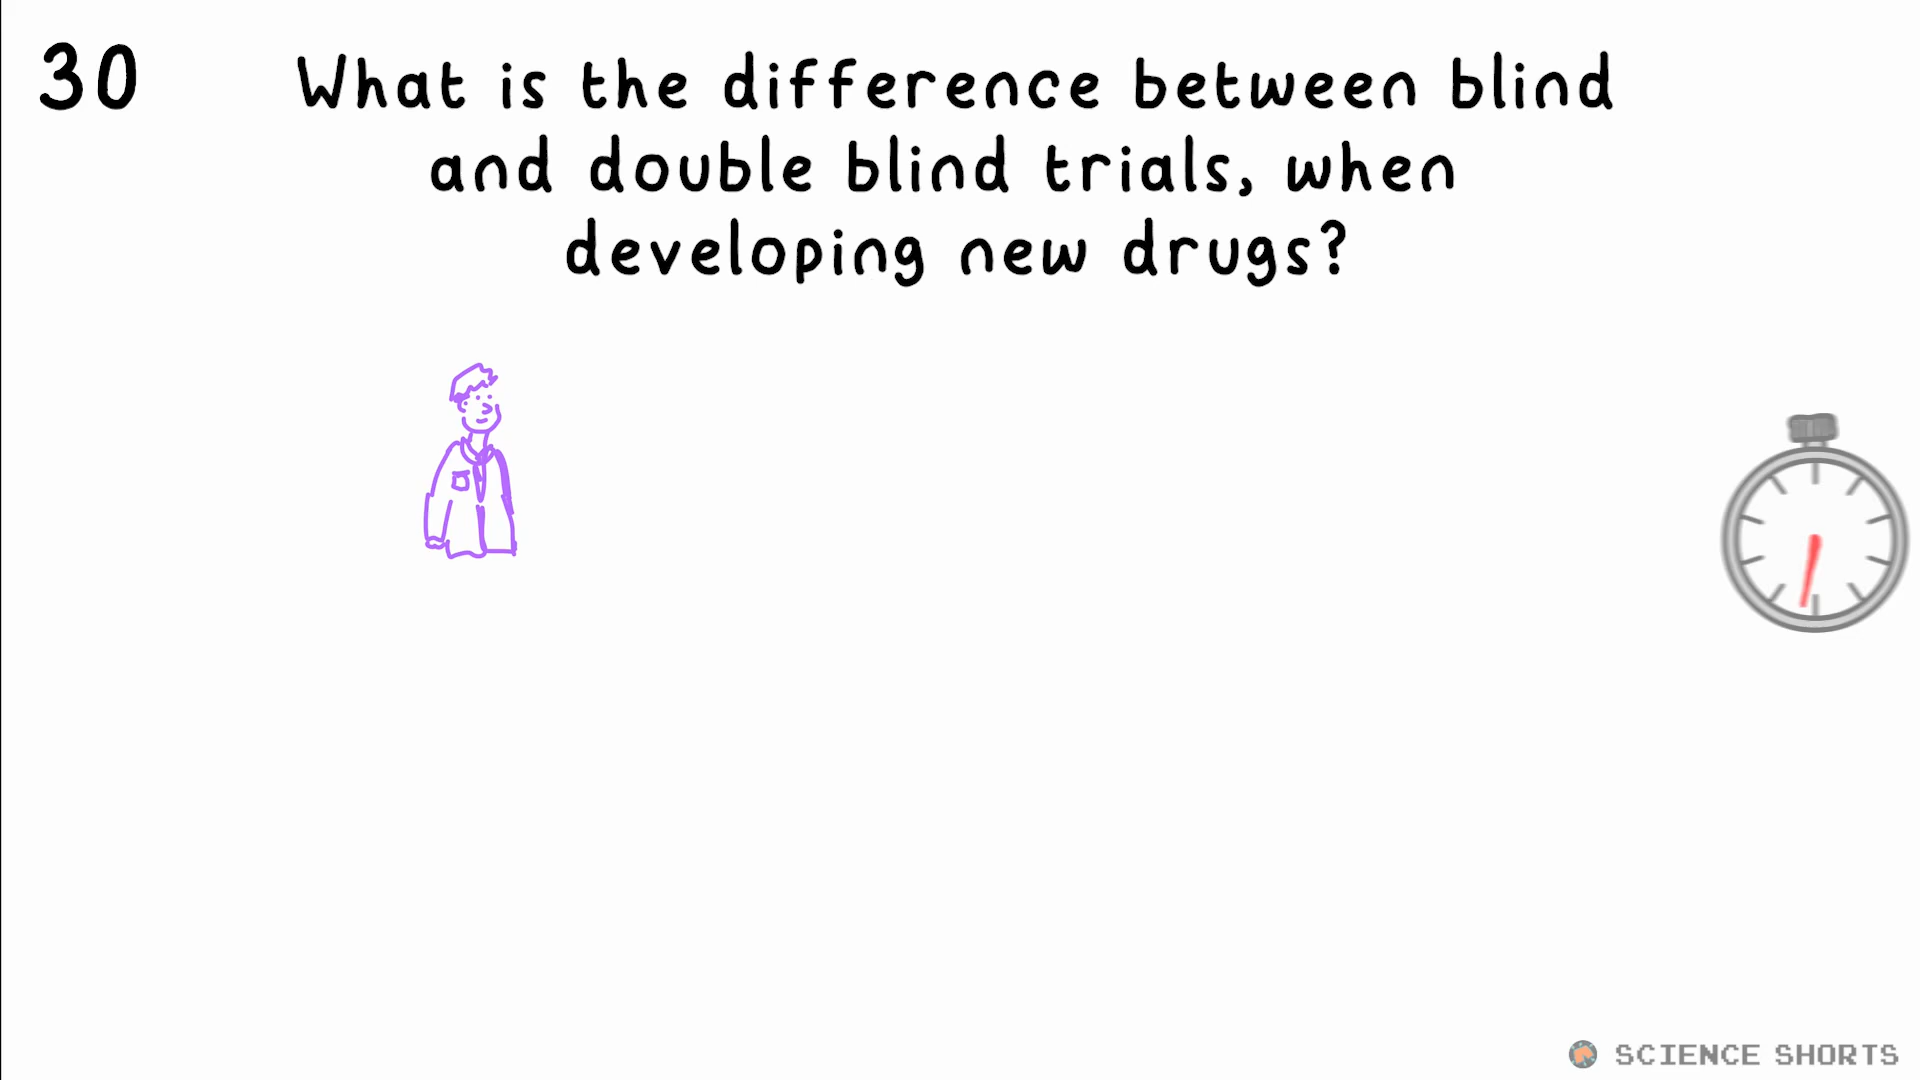 30
What is the difference between blind
and double blind trials, when
developing new drugs?
SCIENCE SHORTS